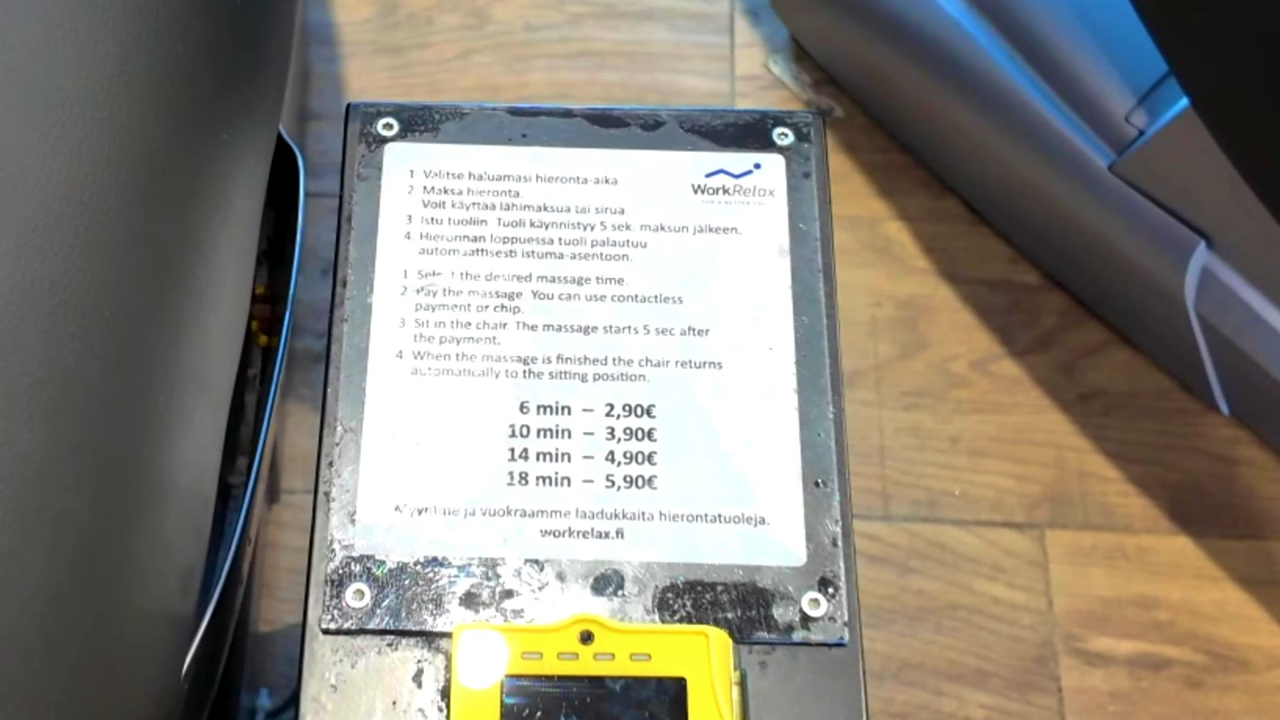 WorkRelax
1 Valitse haluamasi hieronta-aika
2. Maksa hieronta.
Voit käyttää lähimaksua tai sirua
3. Istu tuoliin. Tuoli käynnistyy 5 sek. maksun jälkeen.
4. Hieronnan loppuessa tuoli palautuu
automaattisesti istuma-asentoon.
1 Select the desired massage time.
2 Pay the massage. You can use contactless
payment or chip.
3 Sit in the chair. The massage starts 5 sec after
the payment.
4. When the massage is finished the chair returns
automatically to the sitting position.
6 min – 2,90€
10 min – 3,90€
14 min – 4,90€
18 min – 5,90€
Myymme ja vuokraamme laadukkaita hierontatuoleja.
workrelax.fi